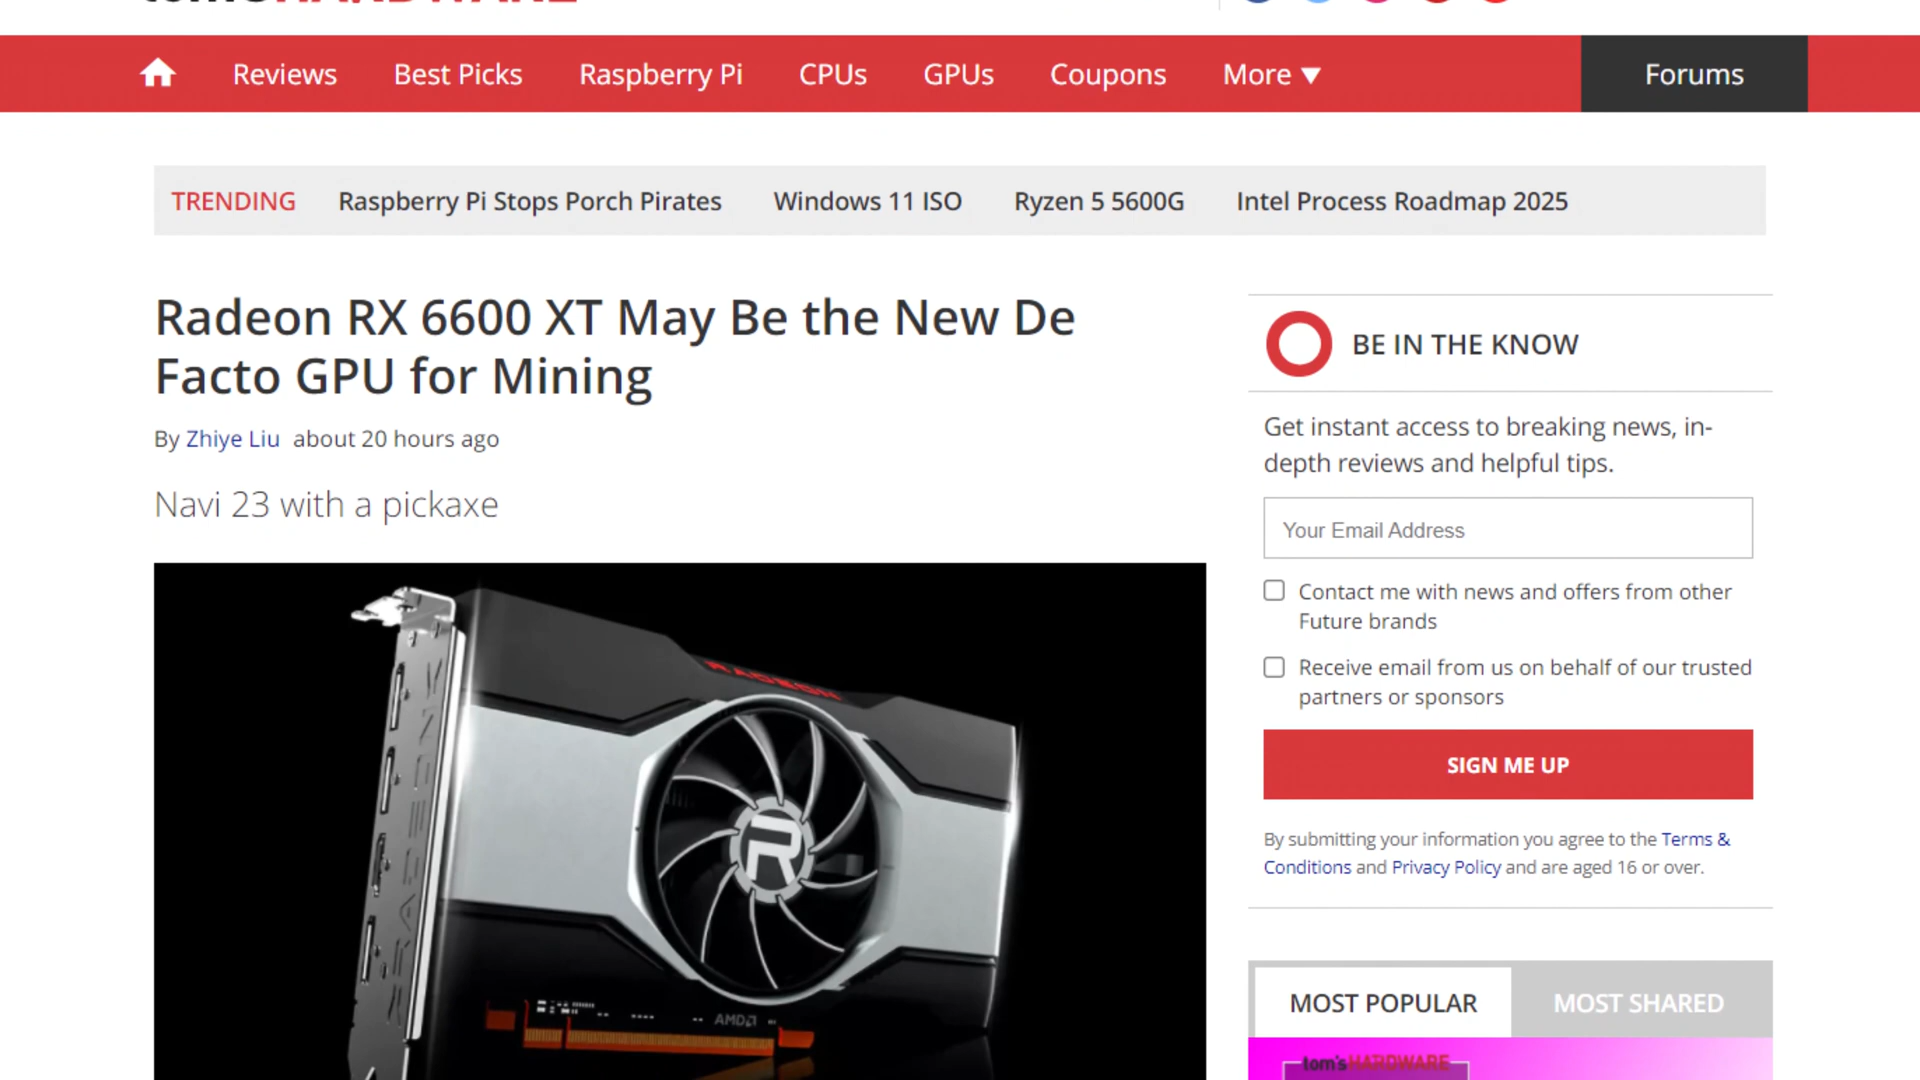 tom's HARDWARE
Reviews Best Picks Raspberry Pi CPUs GPUs Coupons More ▼ Forums
TRENDING Raspberry Pi Stops Porch Pirates Windows 11 ISO Ryzen 5 5600G Intel Process Roadmap 2025
Radeon RX 6600 XT May Be the New De
Facto GPU for Mining
By Zhiye Liu about 20 hours ago
Navi 23 with a pickaxe
RADEON
R
AMD
BE IN THE KNOW
Get instant access to breaking news, in-
depth reviews and helpful tips.
Your Email Address
Contact me with news and offers from other
Future brands
Receive email from us on behalf of our trusted
partners or sponsors
SIGN ME UP
By submitting your information you agree to the Terms &
Conditions and Privacy Policy and are aged 16 or over.
MOST POPULAR MOST SHARED
tom's HARDWARE